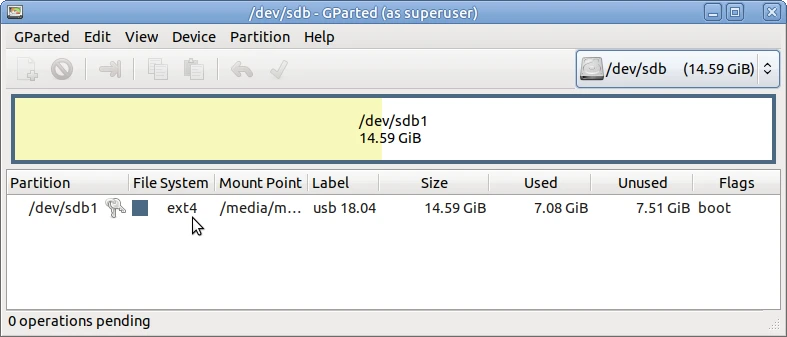 /dev/sdb - GParted (as superuser)
GParted Edit View Device Partition Help
/dev/sdb (14.59 GiB)
/dev/sdb1
14.59 GiB
Partition File System Mount Point Label Size Used Unused Flags
/dev/sdb1 ext4 /media/m... usb 18.04 14.59 GiB 7.08 GiB 7.51 GiB boot
0 operations pending